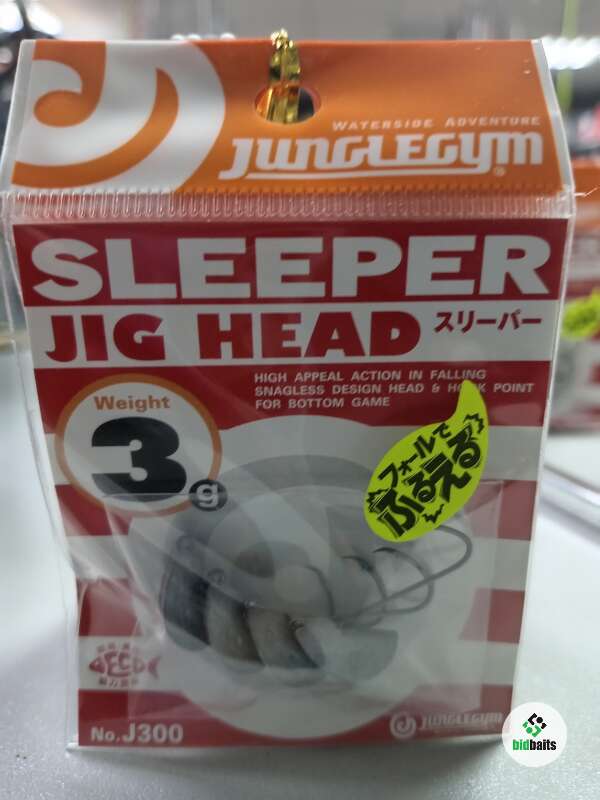 WATERSIDE ADVENTURE
JUNGLEGYM
®
SLEEPER
JIG HEAD スリーパー
HIGH APPEAL ACTION IN FALLING
SNAGLESS DESIGN HEAD & HOOK POINT
FOR BOTTOM GAME
Weight
3
g
フォールで
ふるえる
ECO
No.J300
JUNGLEGYM
bidbaits